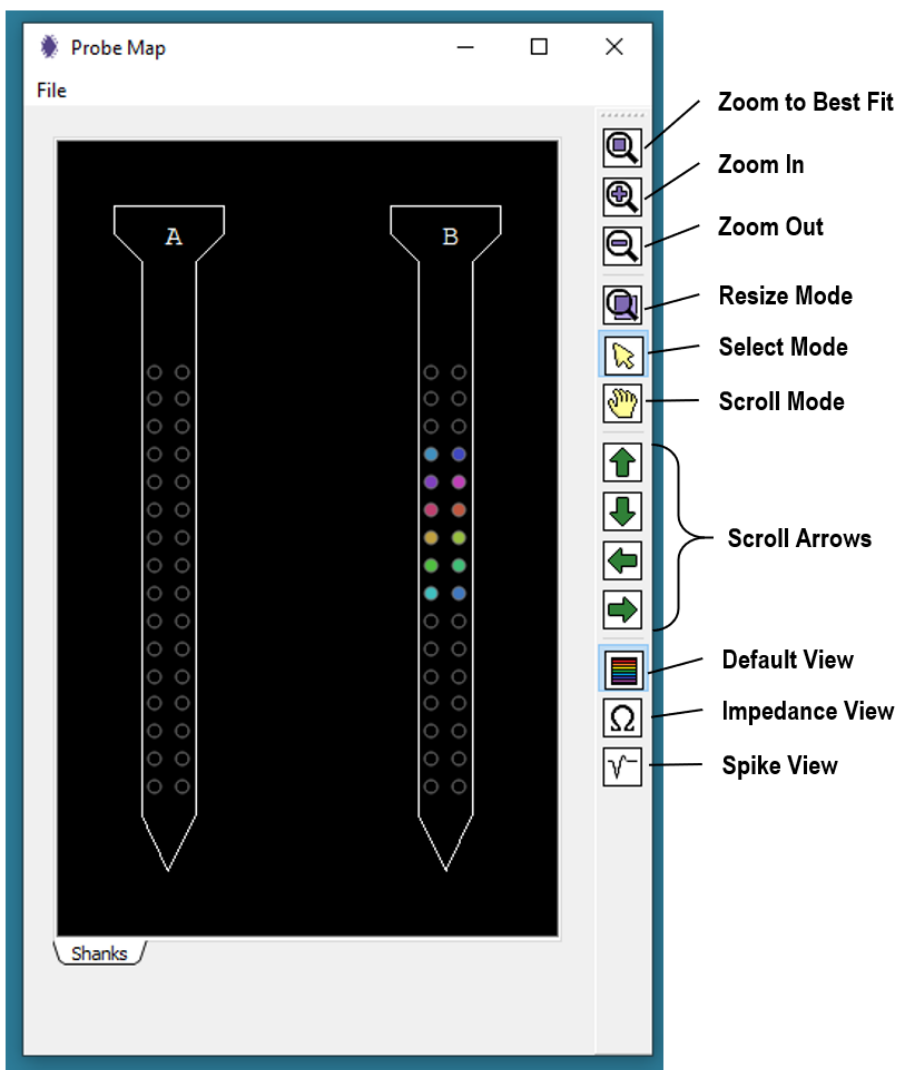 Probe Map
File
Zoom to Best Fit
Zoom In
Zoom Out
Resize Mode
Select Mode
Scroll Mode
Scroll Arrows
Default View
Impedance View
Spike View
A
B
Ω
Shanks